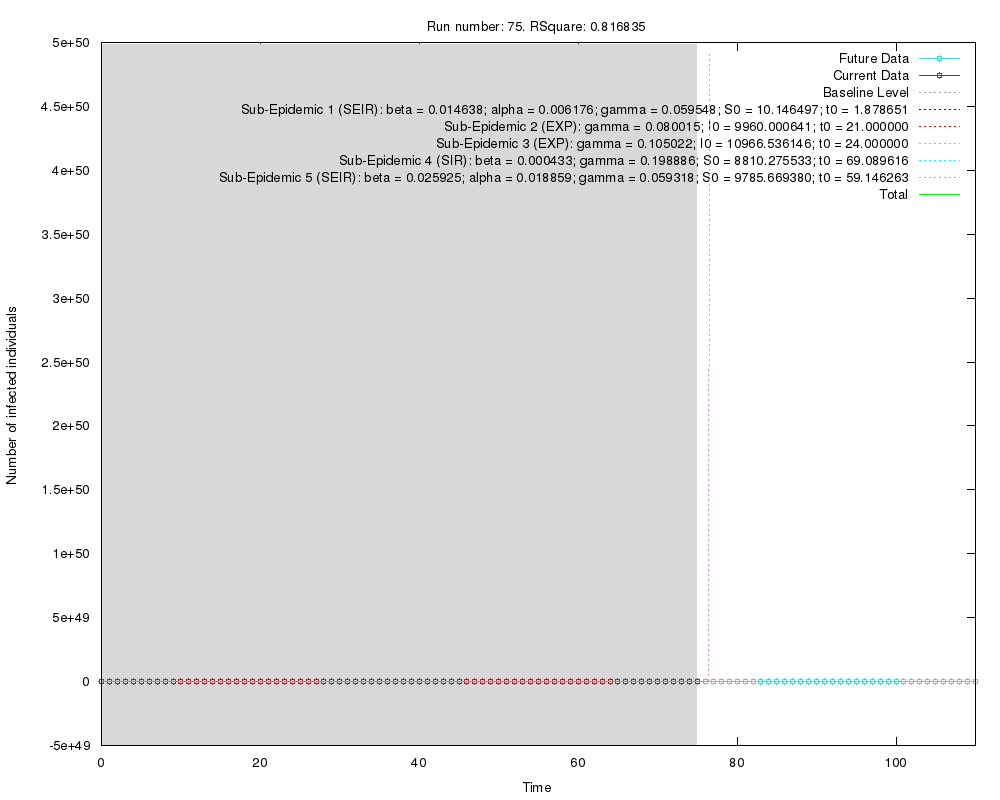 Run number: 75. RSquare: 0.816835
5e+50
4.5e+50
4e+50
3.5e+50
3e+50
2.5e+50
2e+50
1.5e+50
1e+50
5e+49
0
-5e+49
Number of infected individuals
Future Data
Current Data
Baseline Level
Sub-Epidemic 1 (SEIR): beta = 0.014638; alpha = 0.006176; gamma = 0.059548; S0 = 10.146497; t0 = 1.878651
Sub-Epidemic 2 (EXP): gamma = 0.080015; I0 = 9960.000641; t0 = 21.000000
Sub-Epidemic 3 (EXP): gamma = 0.105022; I0 = 10966.536146; t0 = 24.000000
Sub-Epidemic 4 (SIR): beta = 0.000433; gamma = 0.198886; S0 = 8810.275533; t0 = 69.089616
Sub-Epidemic 5 (SEIR): beta = 0.025925; alpha = 0.018859; gamma = 0.059318; S0 = 9785.669380; t0 = 59.146263
Total
0 20 40 60 80 100
Time